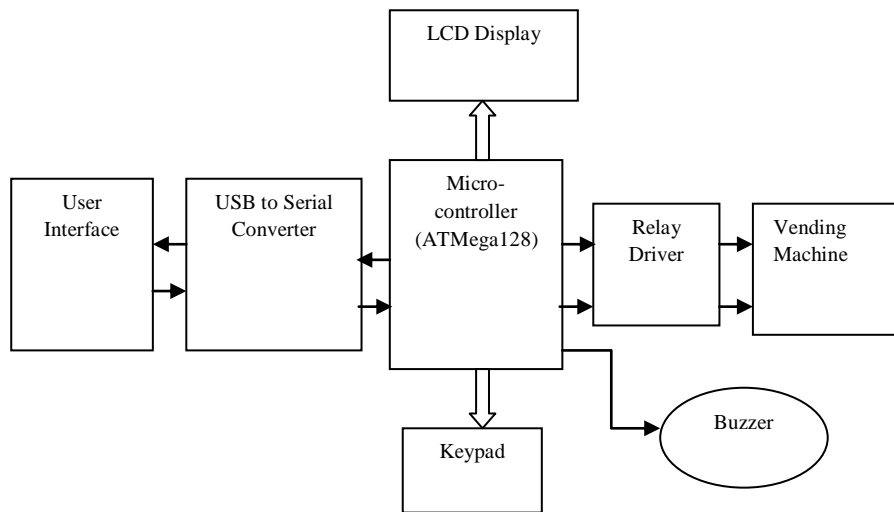 LCD Display
User
Interface
USB to Serial
Converter
Micro-
controller
(ATMega128)
Relay
Driver
Vending
Machine
Buzzer
Keypad